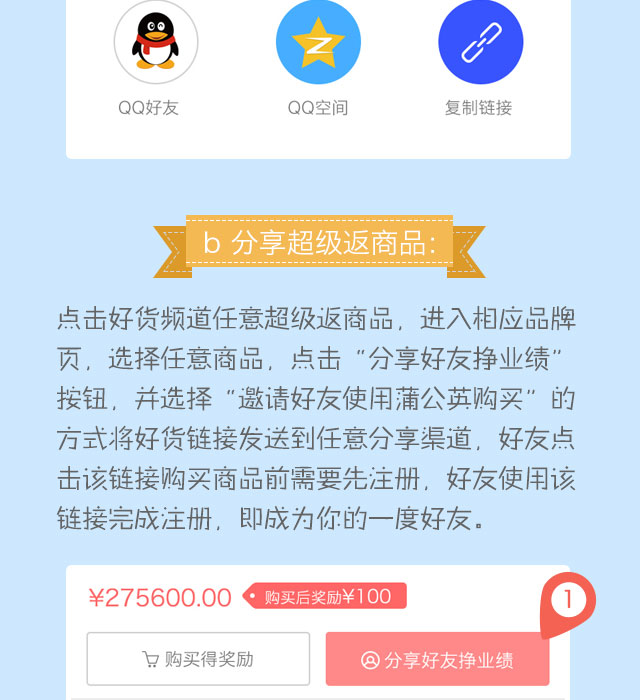 QQ好友 QQ空间 复制链接
b 分享超级返商品：
点击好货频道任意超级返商品，进入相应品牌
页，选择任意商品，点击“分享好友挣业绩”
按钮，并选择“邀请好友使用蒲公英购买”的
方式将好货链接发送到任意分享渠道，好友点
击该链接购买商品前需要先注册，好友使用该
链接完成注册，即成为你的一度好友。
¥275600.00 购买后奖励¥100
1
购买得奖励 分享好友挣业绩